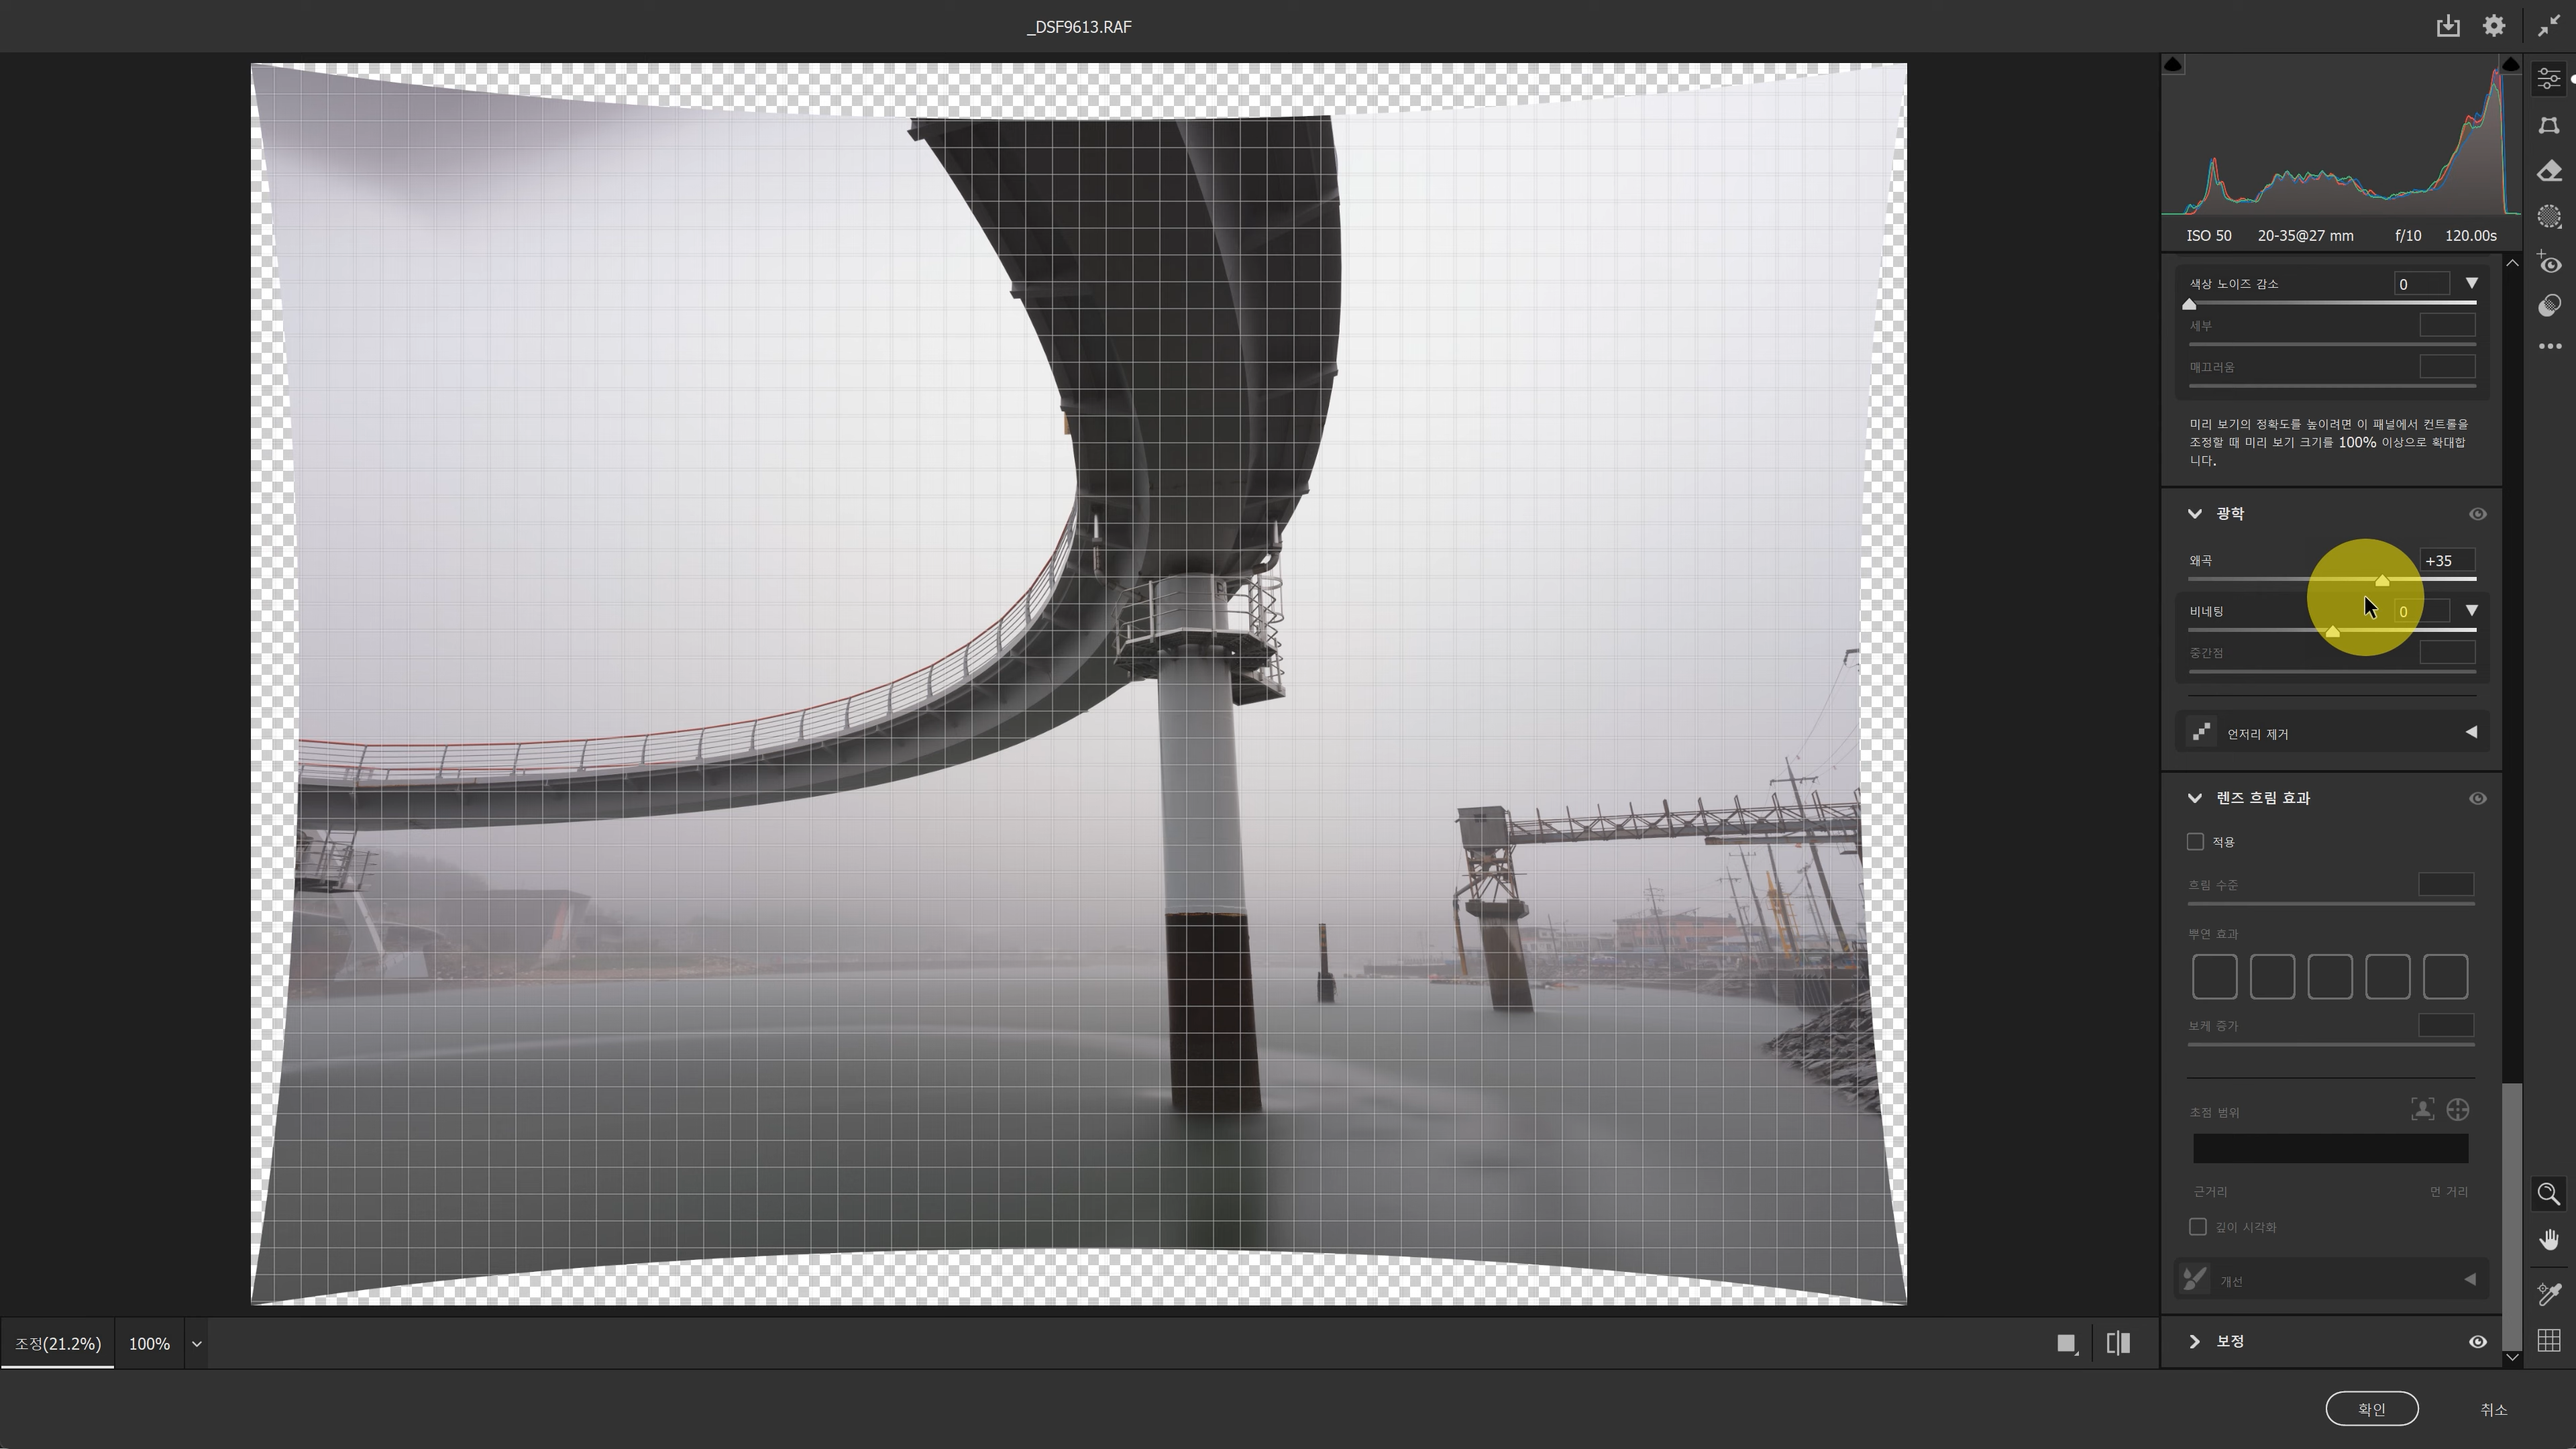 _DSF9613.RAF
ISO 50 20-35@27 mm f/10 120.00s
색상 노이즈 감소 0
세부
매끄러움
미리 보기의 정확도를 높이려면 이 패널에서 컨트롤을
조정할 때 미리 보기 크기를 100% 이상으로 확대합
니다.
광학
왜곡 +35
비네팅 0
중간점
언저리 제거
렌즈 흐림 효과
적용
흐림 수준
뿌연 효과
보케 증가
초점 범위
근거리 먼 거리
깊이 시각화
개선
보정
조정(21.2%) 100%
확인 취소